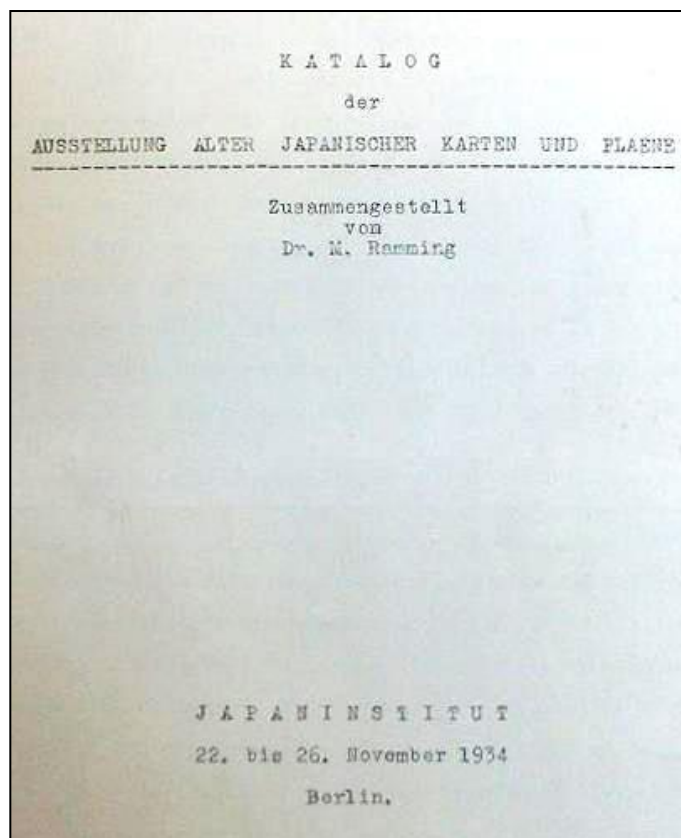 K A T A L O G
der
AUSSTELLUNG ALTER JAPANISCHER KARTEN UND PLAENE
Zusammengestellt
von
Dr. M. Ramming
J A P A N I N S T I T U T
22. bis 26. November 1934
Berlin.